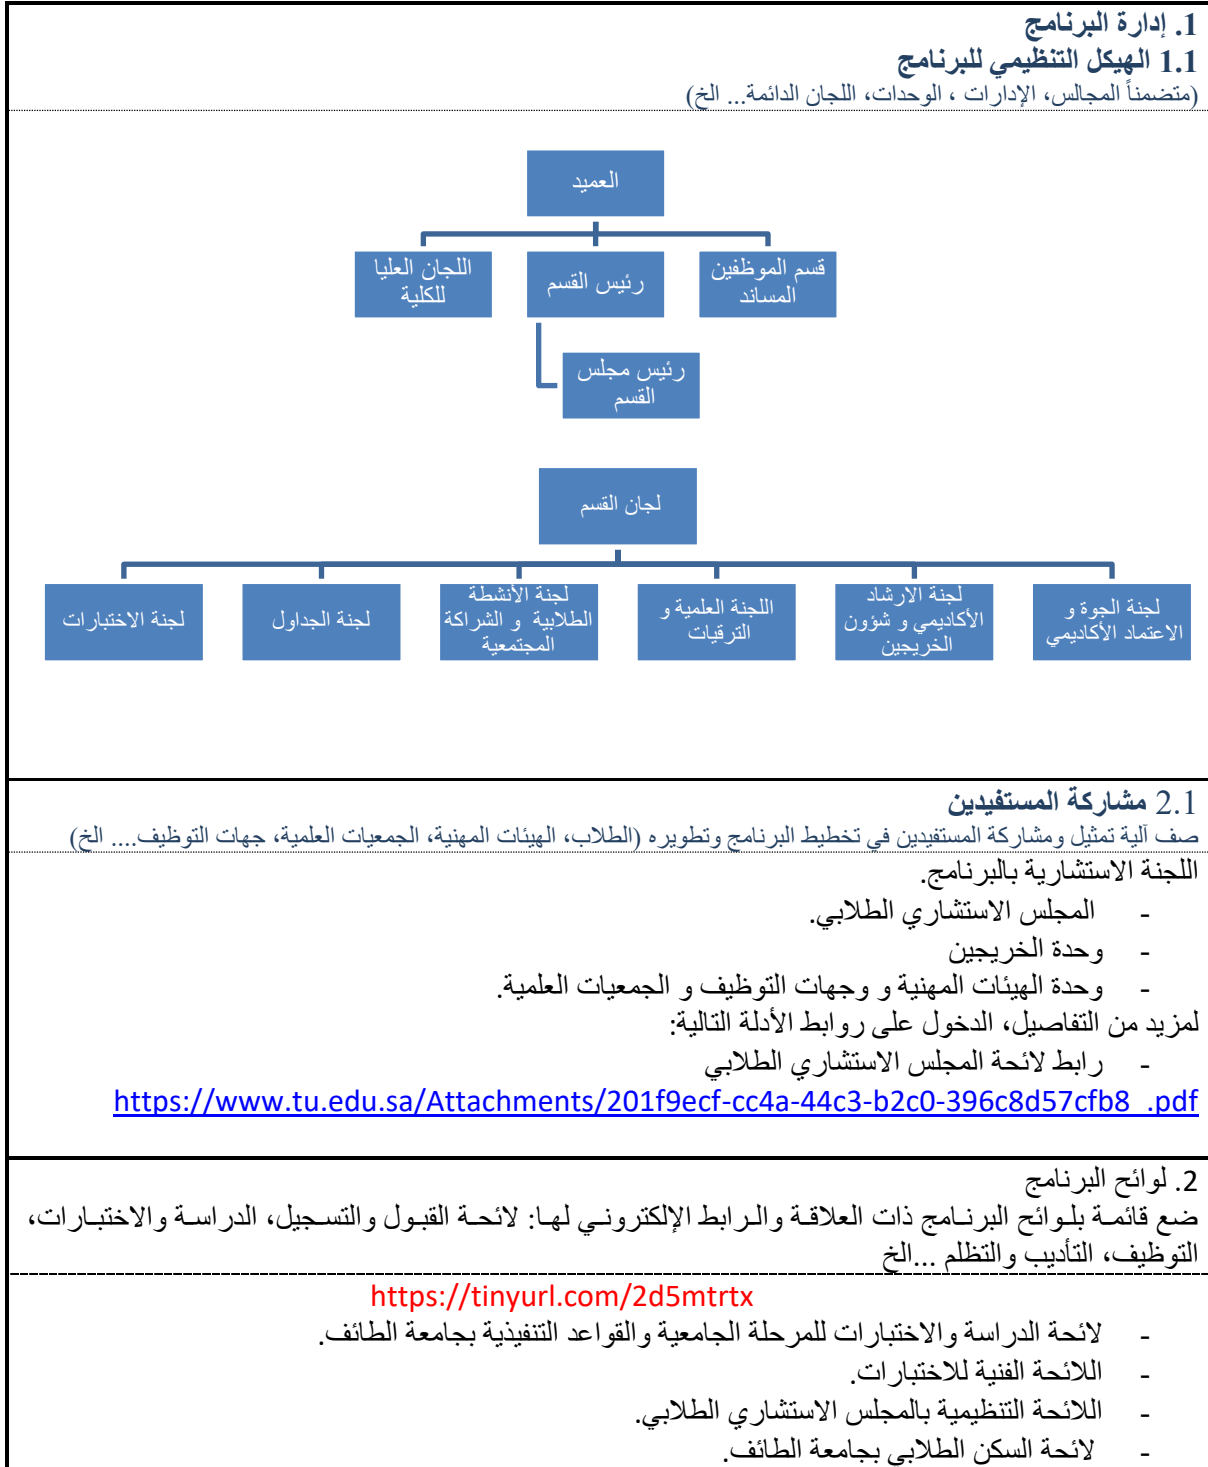 1. إدارة البرنامج
1.1 الهيكل التنظيمي للبرنامج
(متضمناً المجالس، الإدارات ، الوحدات، اللجان الدائمة... الخ)
العميد
قسم الموظفين
المساند
رئيس القسم
اللجان العليا
للكلية
رئيس مجلس
القسم
لجان القسم
لجنة الجوة و
الاعتماد الأكاديمي
لجنة الارشاد
الأكاديمي و شؤون
الخريجين
اللجنة العلمية و
الترقيات
لجنة الأنشطة
الطلابية و الشراكة
المجتمعية
لجنة الجداول
لجنة الاختبارات
2.1 مشاركة المستفيدين
صف آلية تمثيل ومشاركة المستفيدين في تخطيط البرنامج وتطويره (الطلاب، الهيئات المهنية، الجمعيات العلمية، جهات التوظيف.... الخ)
اللجنة الاستشارية بالبرنامج.
- المجلس الاستشاري الطلابي.
- وحدة الخريجين
- وحدة الهيئات المهنية و وجهات التوظيف و الجمعيات العلمية.
لمزيد من التفاصيل، الدخول على روابط الأدلة التالية:
- رابط لائحة المجلس الاستشاري الطلابي
https://www.tu.edu.sa/Attachments/201f9ecf-cc4a-44c3-b2c0-396c8d57cfb8_.pdf
2. لوائح البرنامج
ضع قائمة بلوائح البرنامج ذات العلاقة والرابط الإلكتروني لها: لائحة القبول والتسجيل، الدراسة والاختبارات،
التوظيف، التأديب والتظلم ...الخ
https://tinyurl.com/2d5mtrtx
- لائحة الدراسة والاختبارات للمرحلة الجامعية والقواعد التنفيذية بجامعة الطائف.
- اللائحة الفنية للاختبارات.
- اللائحة التنظيمية بالمجلس الاستشاري الطلابي.
- لائحة السكن الطلابي بجامعة الطائف.